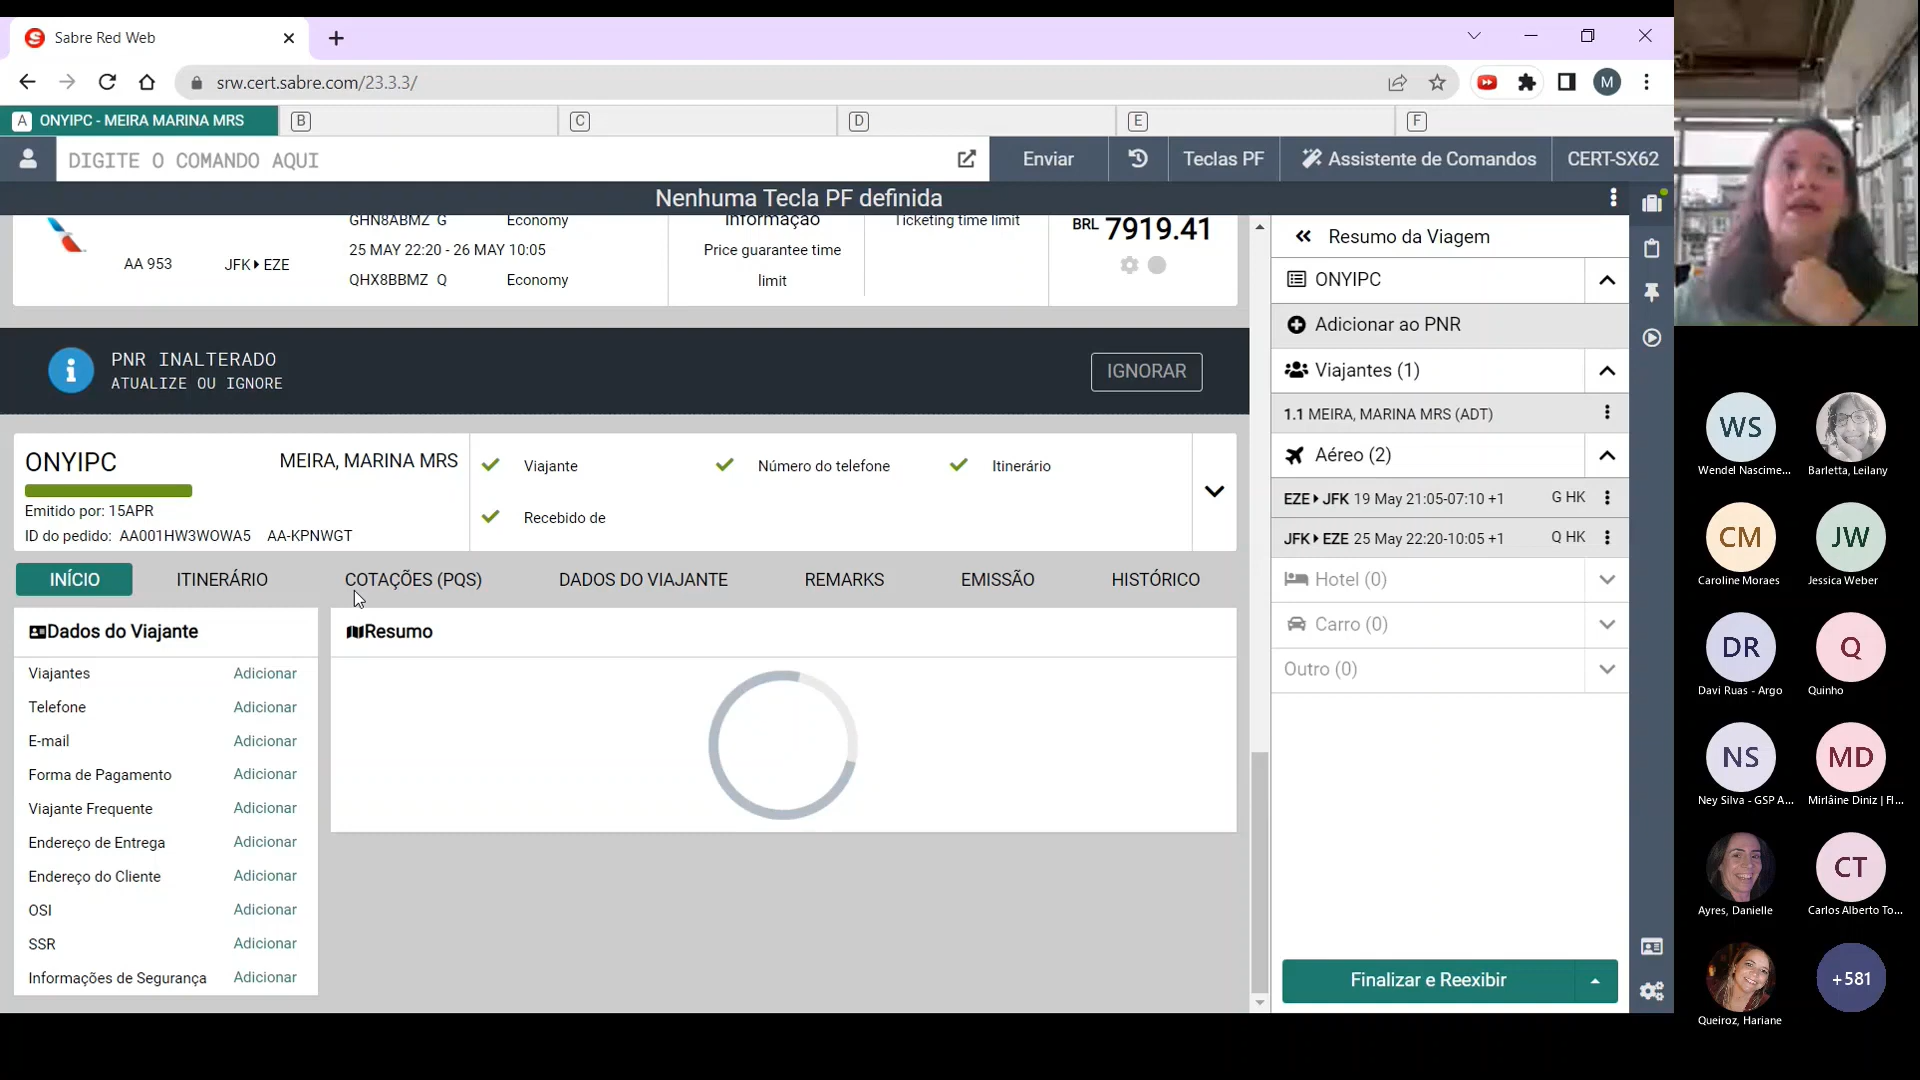 Sabre Red Web
srw.cert.sabre.com/23.3.3/
M
A ONYIPC - MEIRA MARINA MRS
B
C
D
E
F
DIGITE O COMANDO AQUI
Enviar
Teclas PF
Assistente de Comandos
CERT-SX62
Nenhuma Tecla PF definida
AA 953
JFK EZE
GHN8ABMZ G Economy
25 MAY 22:20 - 26 MAY 10:05
QHX8BBMZ Q Economy
Informação
Price guarantee time
limit
Ticketing time limit
BRL 7919.41
PNR INALTERADO
ATUALIZE OU IGNORE
IGNORAR
ONYIPC
MEIRA, MARINA MRS
Emitido por: 15APR
ID do pedido: AA001HW3WOWA5 AA-KPNWGT
Viajante
Número do telefone
Itinerário
Recebido de
INÍCIO
ITINERÁRIO
COTAÇÕES (PQS)
DADOS DO VIAJANTE
REMARKS
EMISSÃO
HISTÓRICO
Dados do Viajante
Viajantes Adicionar
Telefone Adicionar
E-mail Adicionar
Forma de Pagamento Adicionar
Viajante Frequente Adicionar
Endereço de Entrega Adicionar
Endereço do Cliente Adicionar
OSI Adicionar
SSR Adicionar
Informações de Segurança Adicionar
Resumo
Resumo da Viagem
ONYIPC
Adicionar ao PNR
Viajantes (1)
1.1 MEIRA, MARINA MRS (ADT)
Aéreo (2)
EZE JFK 19 May 21:05-07:10 +1 G HK
JFK EZE 25 May 22:20-10:05 +1 Q HK
Hotel (0)
Carro (0)
Outro (0)
Finalizar e Reexibir
WS
Wendel Nascime...
Barletta, Leilany
CM
Caroline Moraes
JW
Jessica Weber
DR
Davi Ruas - Argo
Q
Quinho
NS
Ney Silva - GSP A...
MD
Mirlâine Diniz | Fl...
Ayres, Danielle
CT
Carlos Alberto To...
Queiroz, Hariane
+581